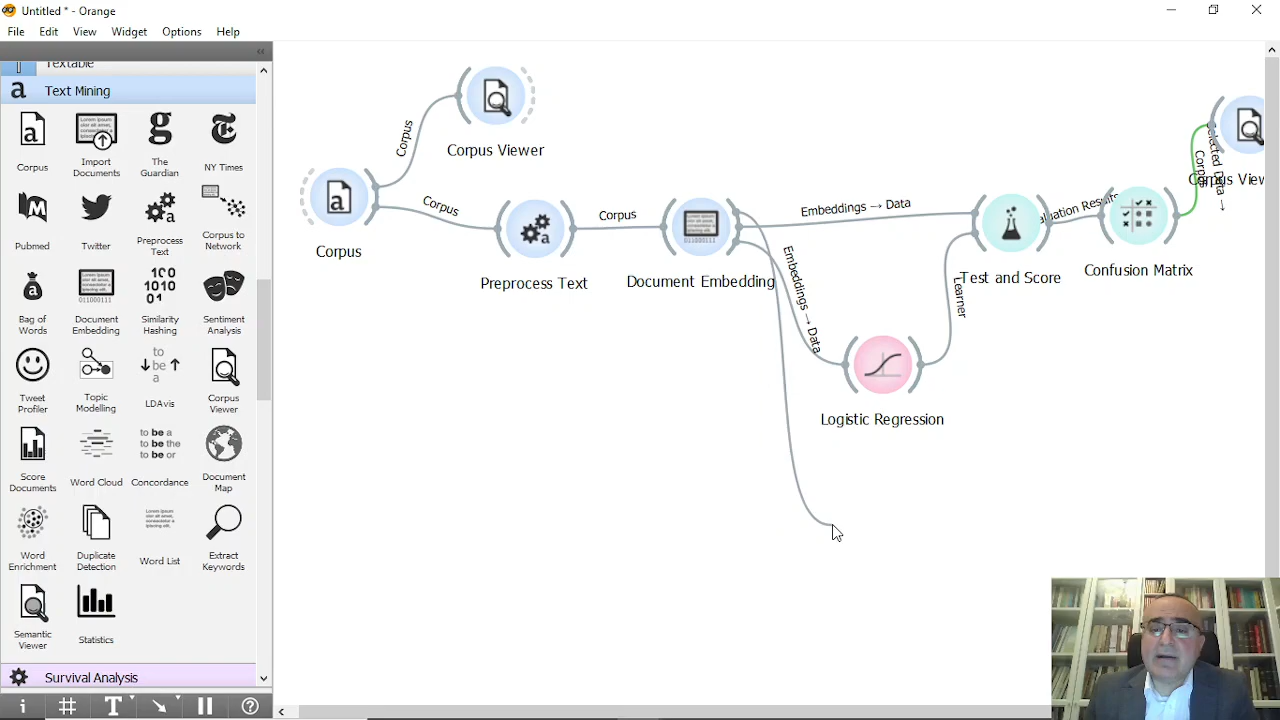 Untitled * - Orange
File Edit View Widget Options Help
Textable
Text Mining
Corpus
Import Documents
The Guardian
NY Times
Pubmed
Twitter
Preprocess Text
Corpus to Network
Bag of Words
Document Embedding
Similarity Hashing
Sentiment Analysis
Tweet Profiler
Topic Modelling
LDAvis
Corpus Viewer
Score Documents
Word Cloud
Concordance
Document Map
Word Enrichment
Duplicate Detection
Word List
Extract Keywords
Semantic Viewer
Statistics
Survival Analysis
Corpus
Corpus Viewer
Corpus
Corpus
Corpus
Preprocess Text
Document Embedding
Embeddings → Data
Embeddings → Data
Logistic Regression
Learner
Test and Score
Confusion Matrix
Selected Data →
Corpus